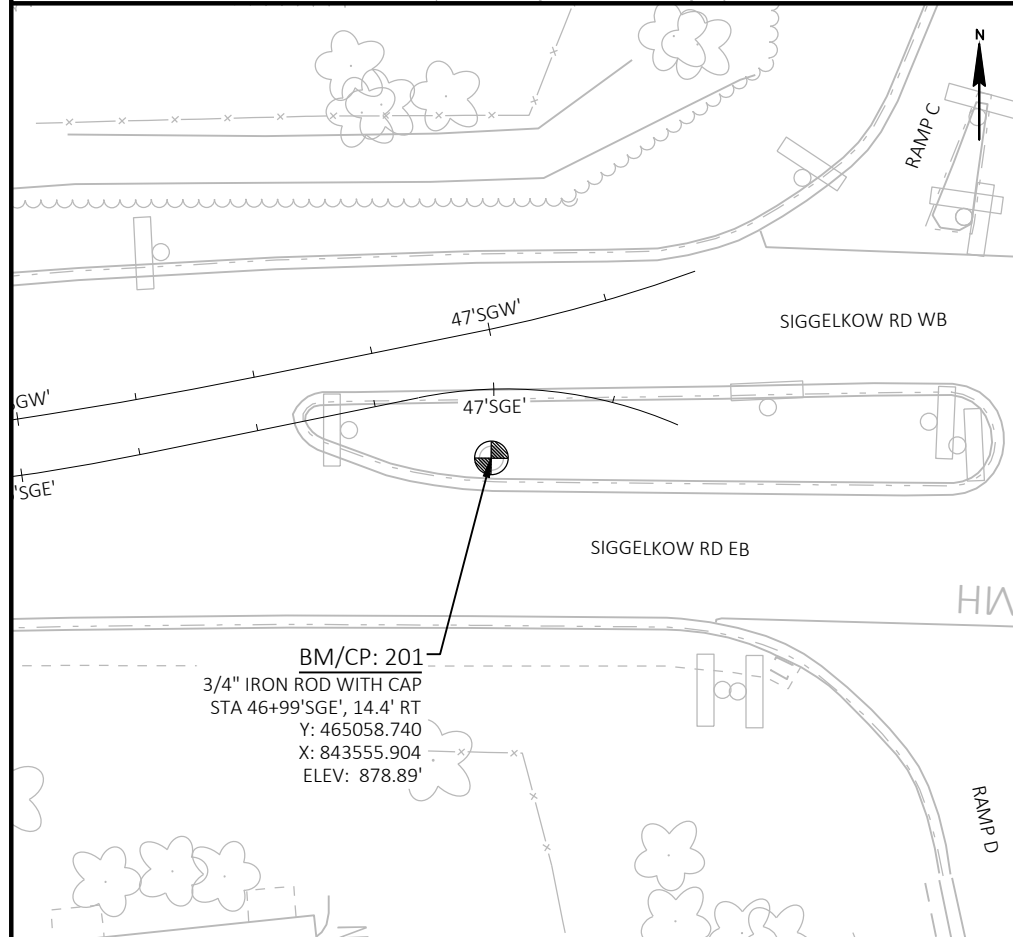 N
RAMP C
47'SGW'
SIGGELKOW RD WB
GW'
47'SGE'
'SGE'
SIGGELKOW RD EB
BM/CP: 201
3/4" IRON ROD WITH CAP
STA 46+99'SGE', 14.4' RT
Y: 465058.740
X: 843555.904
ELEV: 878.89'
RAMP D